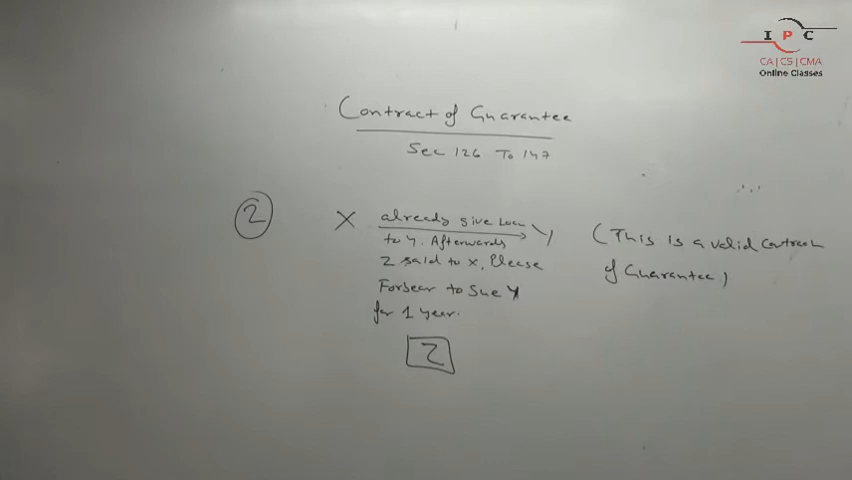 I P C
CA|CS|CMA
Online Classes
Contract of Guarantee
Sec 126 To 147
2 X already give Loan Y (This is a valid Contract
to Y. Afterwards of Guarantee)
Z said to X, Please
Forbear to Sue Y
for 1 year.
Z